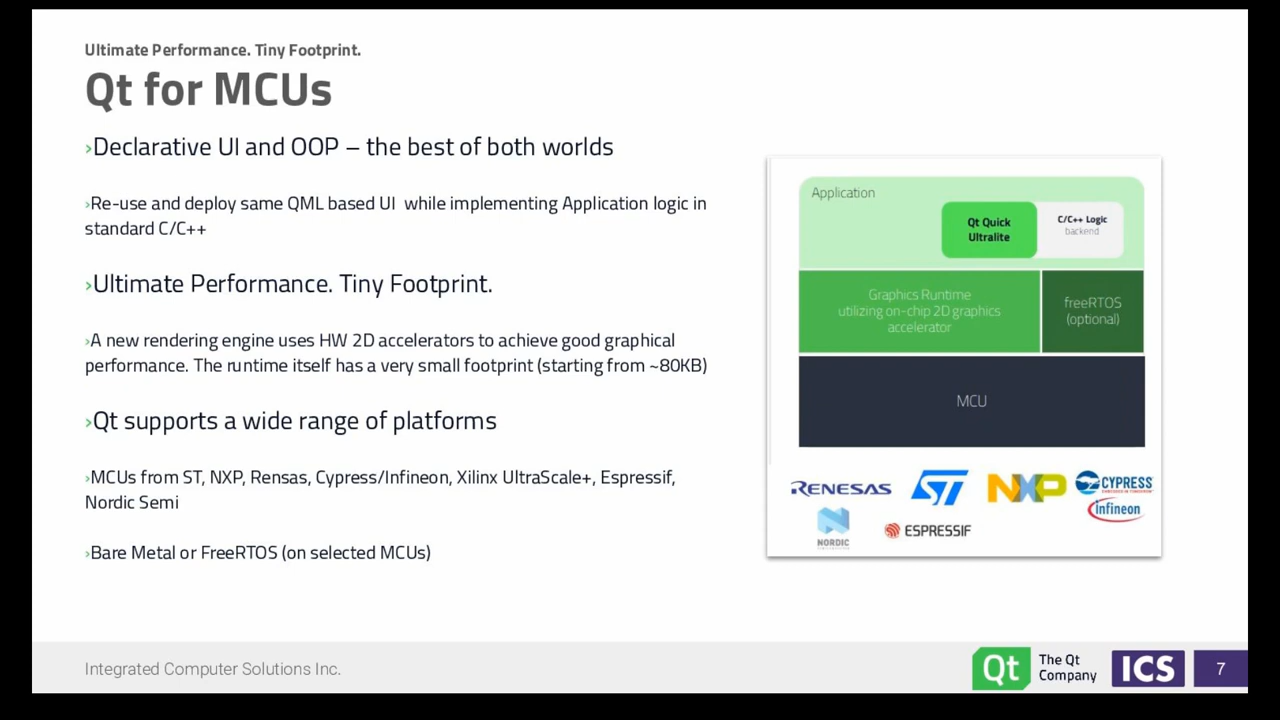 Ultimate Performance. Tiny Footprint.
Qt for MCUs
›Declarative UI and OOP – the best of both worlds
›Re-use and deploy same QML based UI while implementing Application logic in
standard C/C++
›Ultimate Performance. Tiny Footprint.
›A new rendering engine uses HW 2D accelerators to achieve good graphical
performance. The runtime itself has a very small footprint (starting from ~80KB)
›Qt supports a wide range of platforms
›MCUs from ST, NXP, Rensas, Cypress/Infineon, Xilinx UltraScale+, Espressif,
Nordic Semi
›Bare Metal or FreeRTOS (on selected MCUs)
Application
Qt Quick
Ultralite
C/C++ Logic
backend
Graphics Runtime
utilizing on-chip 2D graphics
accelerator
freeRTOS
(optional)
MCU
RENESAS
ST
NXP
CYPRESS
EMBEDDED IN TOMORROW
infineon
N
NORDIC
SEMICONDUCTOR
ESPRESSIF
Integrated Computer Solutions Inc.
Qt
The Qt
Company
ICS
7